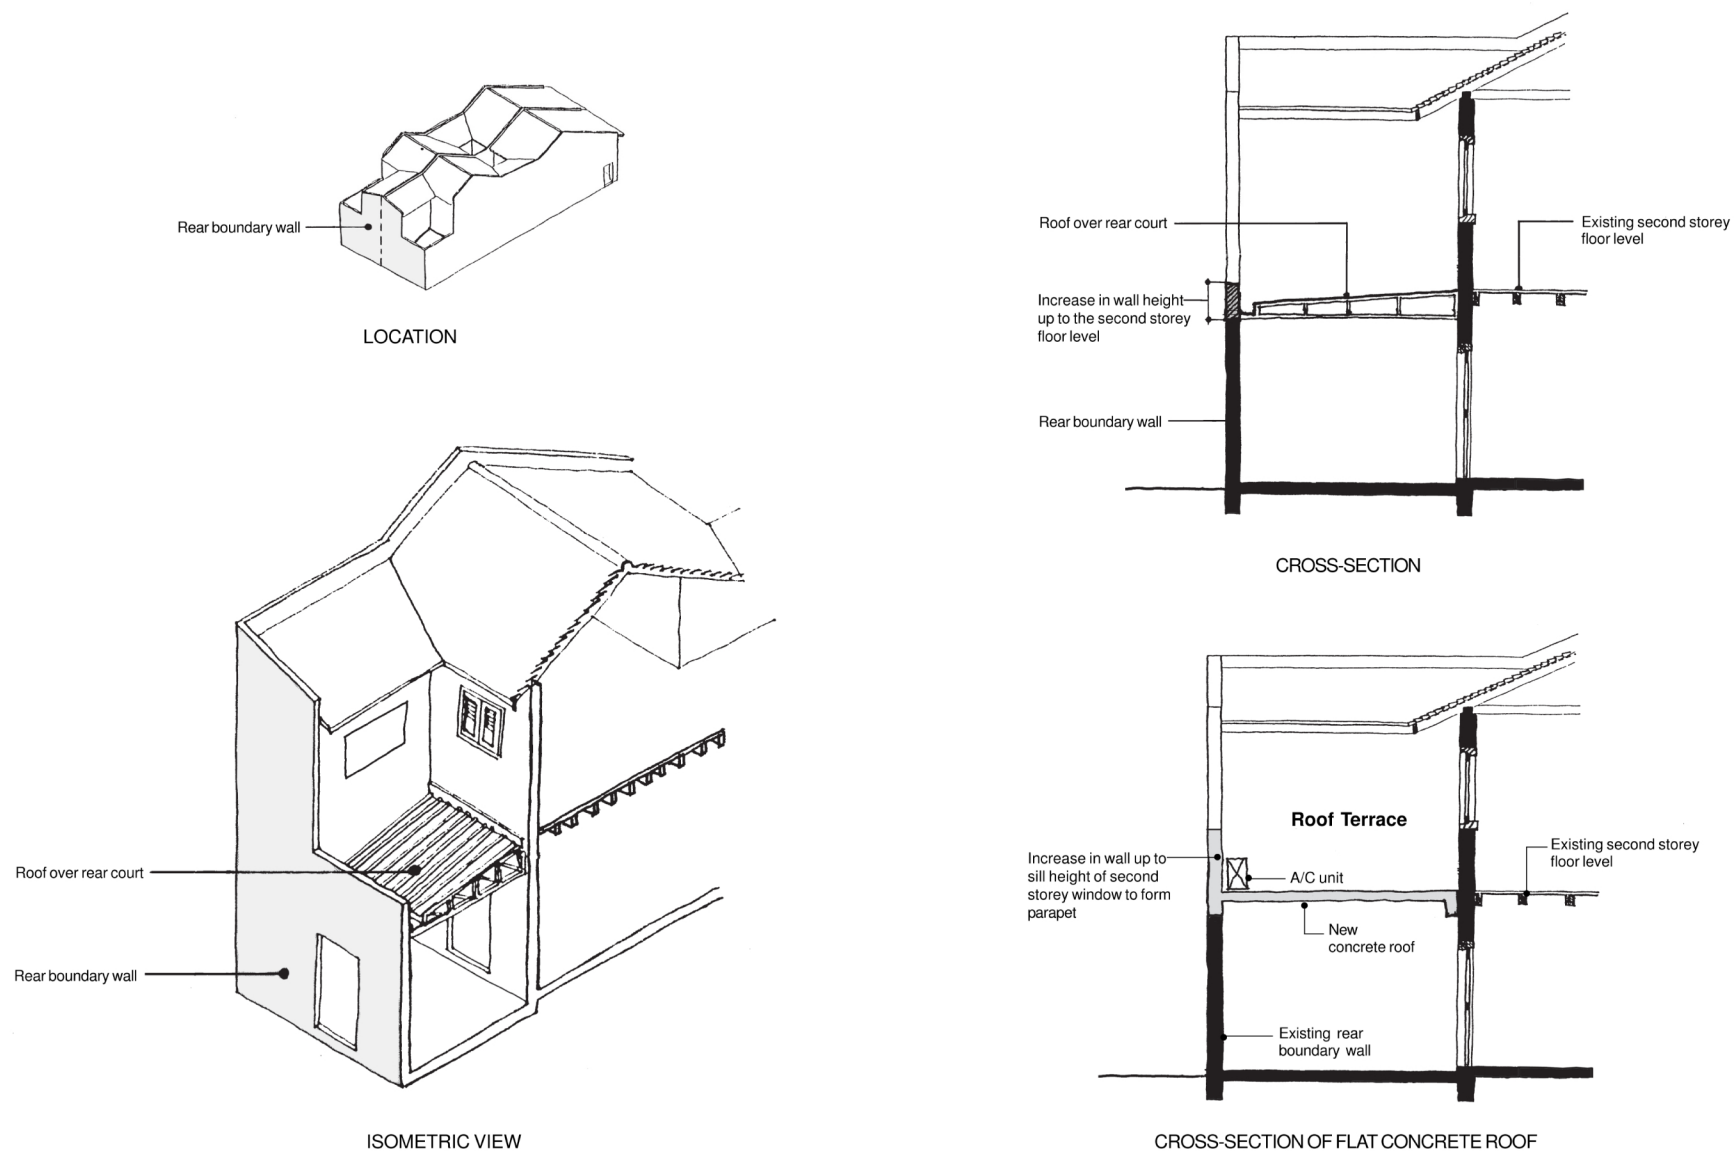 Rear boundary wall
LOCATION
Roof over rear court
Existing second storey
floor level
Increase in wall height
up to the second storey
floor level
Rear boundary wall
CROSS-SECTION
Roof over rear court
Rear boundary wall
ISOMETRIC VIEW
Roof Terrace
Increase in wall up to
sill height of second
storey window to form
parapet
A/C unit
Existing second storey
floor level
New
concrete roof
Existing rear
boundary wall
CROSS-SECTION OF FLAT CONCRETE ROOF